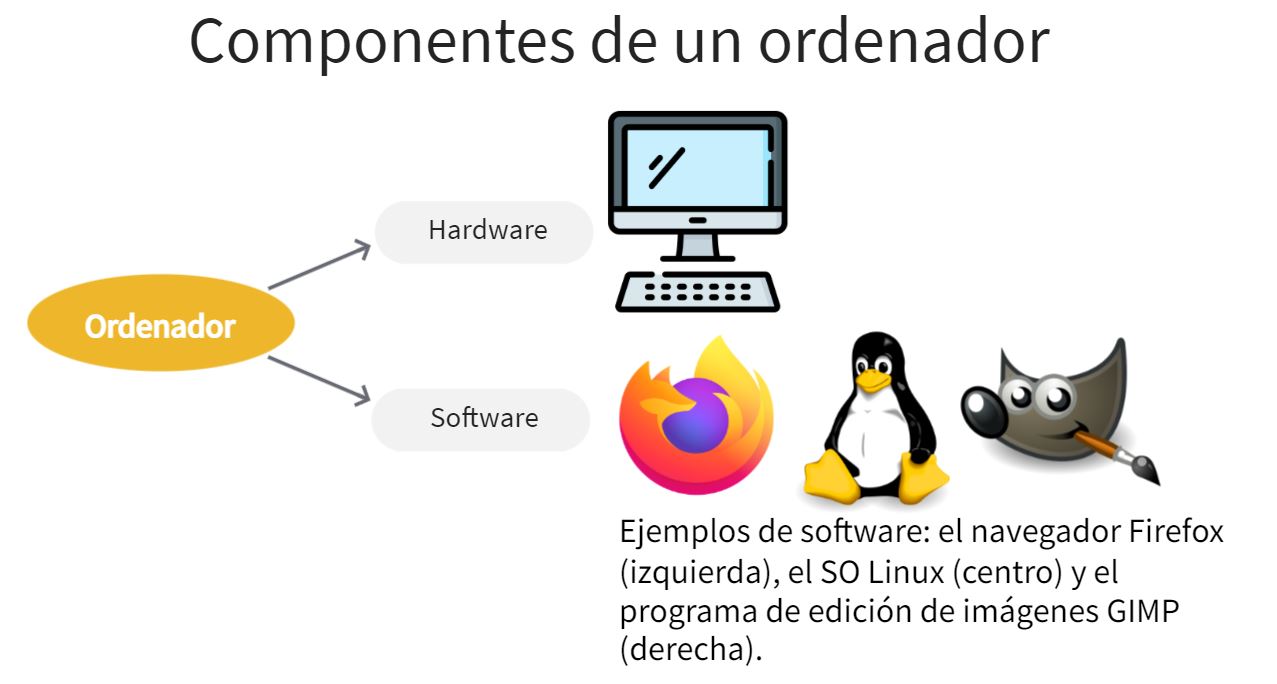 Componentes de un ordenador
Hardware
Ordenador
Software
Ejemplos de software: el navegador Firefox
(izquierda), el SO Linux (centro) y el
programa de edición de imágenes GIMP
(derecha).